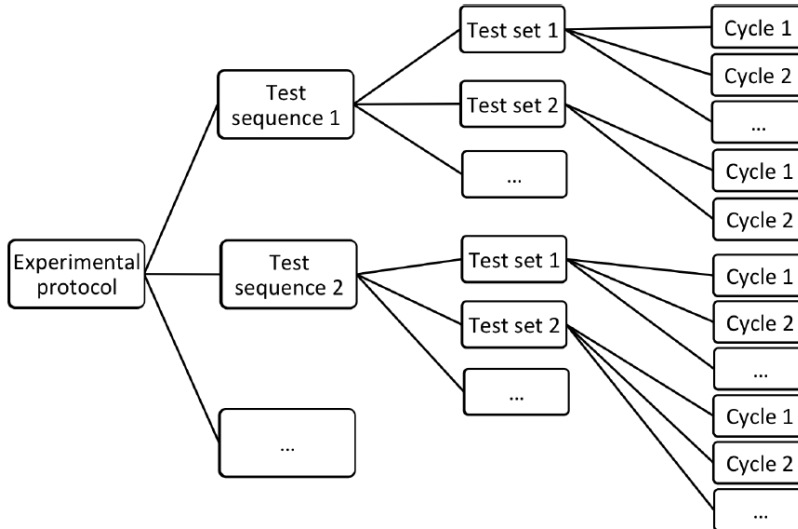 Experimental
protocol
Test
sequence 1
Test
sequence 2
...
Test set 1
Test set 2
...
Test set 1
Test set 2
...
Cycle 1
Cycle 2
...
Cycle 1
Cycle 2
Cycle 1
Cycle 2
...
Cycle 1
Cycle 2
...